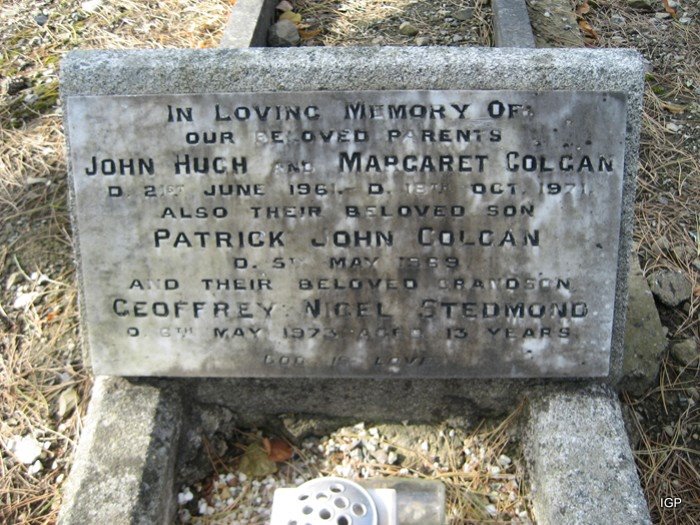 IN LOVING MEMORY OF
OUR BELOVED PARENTS
JOHN HUGH AND MARGARET COLGAN
D. 21ST JUNE 1961. D. 18TH OCT. 1971.
ALSO THEIR BELOVED SON
PATRICK JOHN COLGAN
D. 5TH MAY 1989
AND THEIR BELOVED GRANDSON
GEOFFREY NIGEL STEDMOND
D. 6TH MAY 1973 AGED 13 YEARS
GOD IS LOVE
IGP